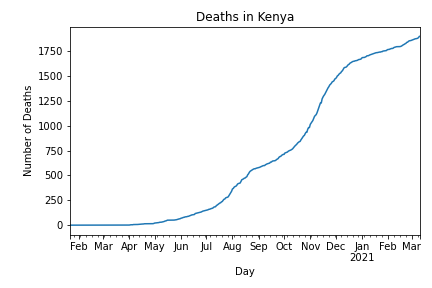 Deaths in Kenya
Number of Deaths
1750
1500
1250
1000
750
500
250
0
Feb Mar Apr May Jun Jul Aug Sep Oct Nov Dec Jan Feb Mar
2021
Day